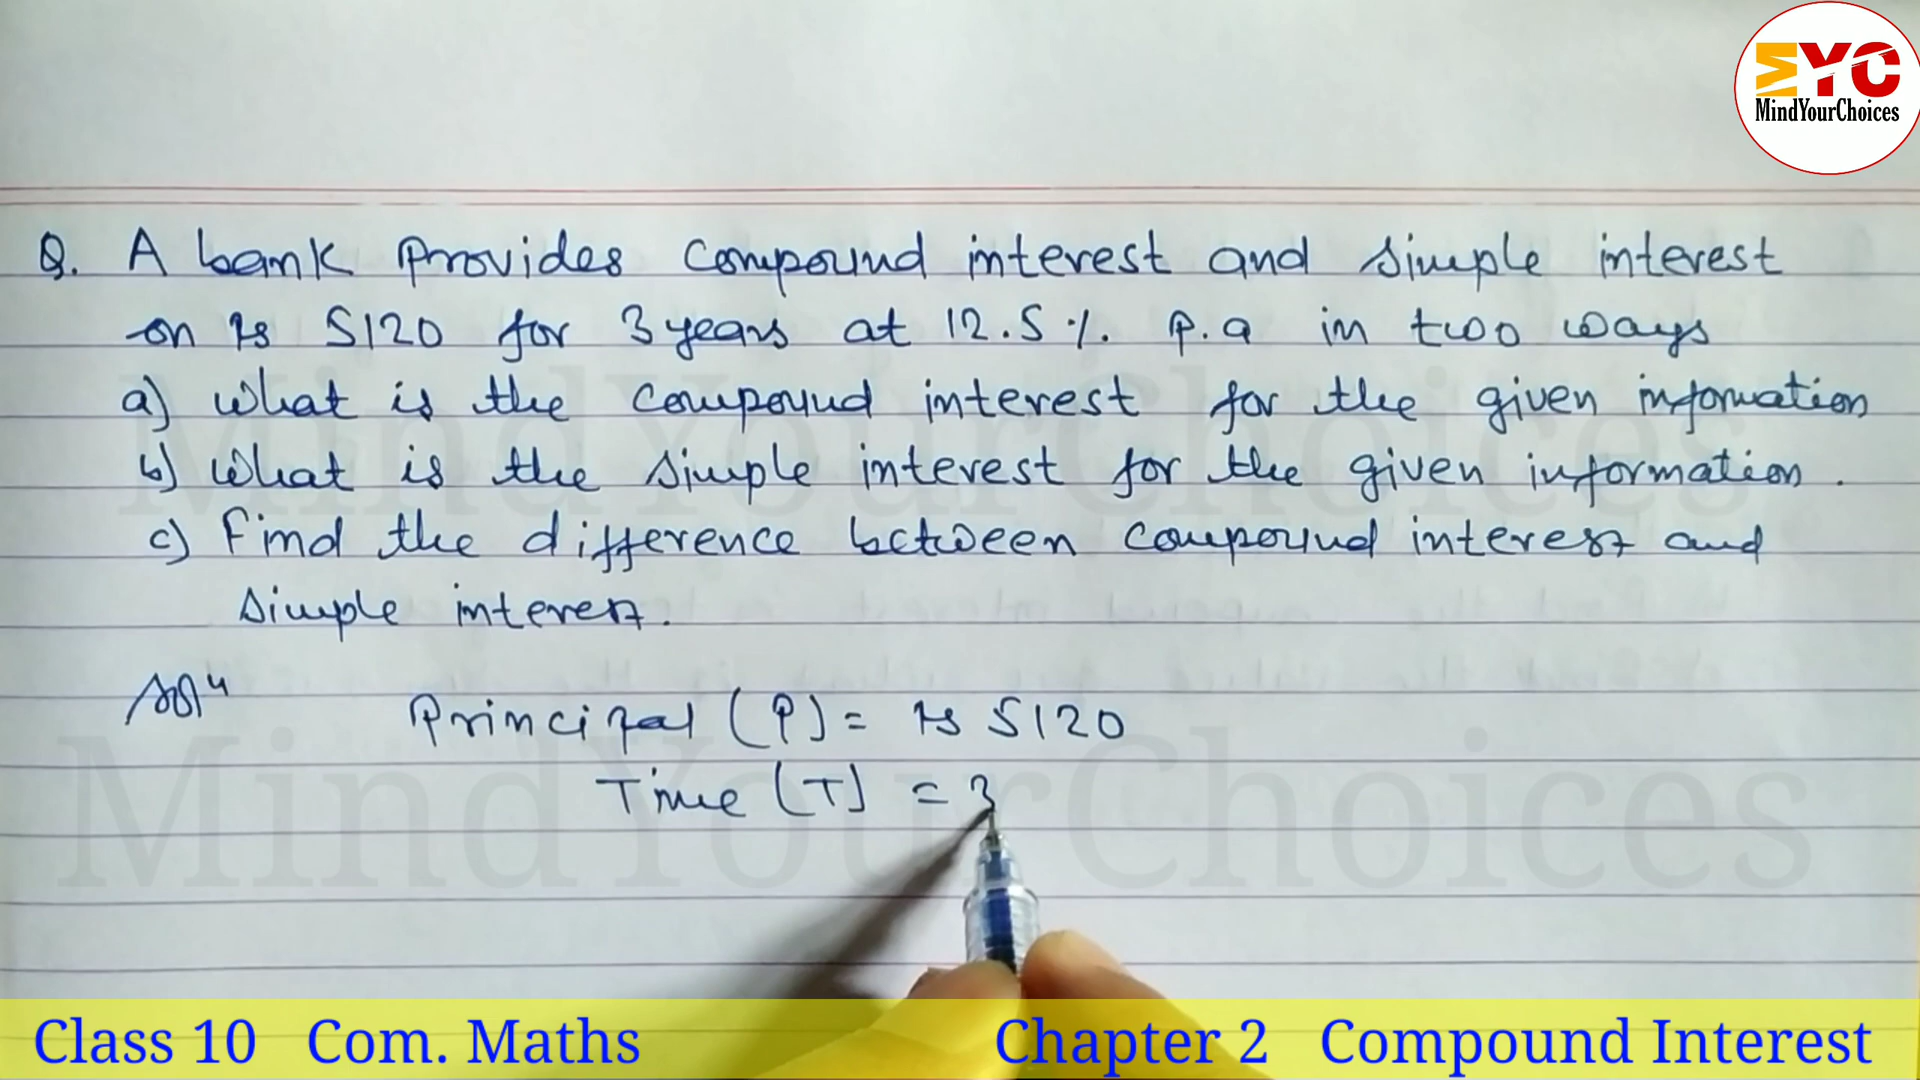 MYC
MindYourChoices
Q. A bank provides compound interest and simple interest
on Rs 5120 for 3 years at 12.5 %. P.a in two ways
a) What is the compound interest for the given information
b) What is the simple interest for the given information.
c) Find the difference between compound interest and
simple interest.
Solⁿ
Principal (P) = Rs 5120
Time (T) = 3
MindYourChoices
MindYourChoices
Class 10 Com. Maths
Chapter 2 Compound Interest